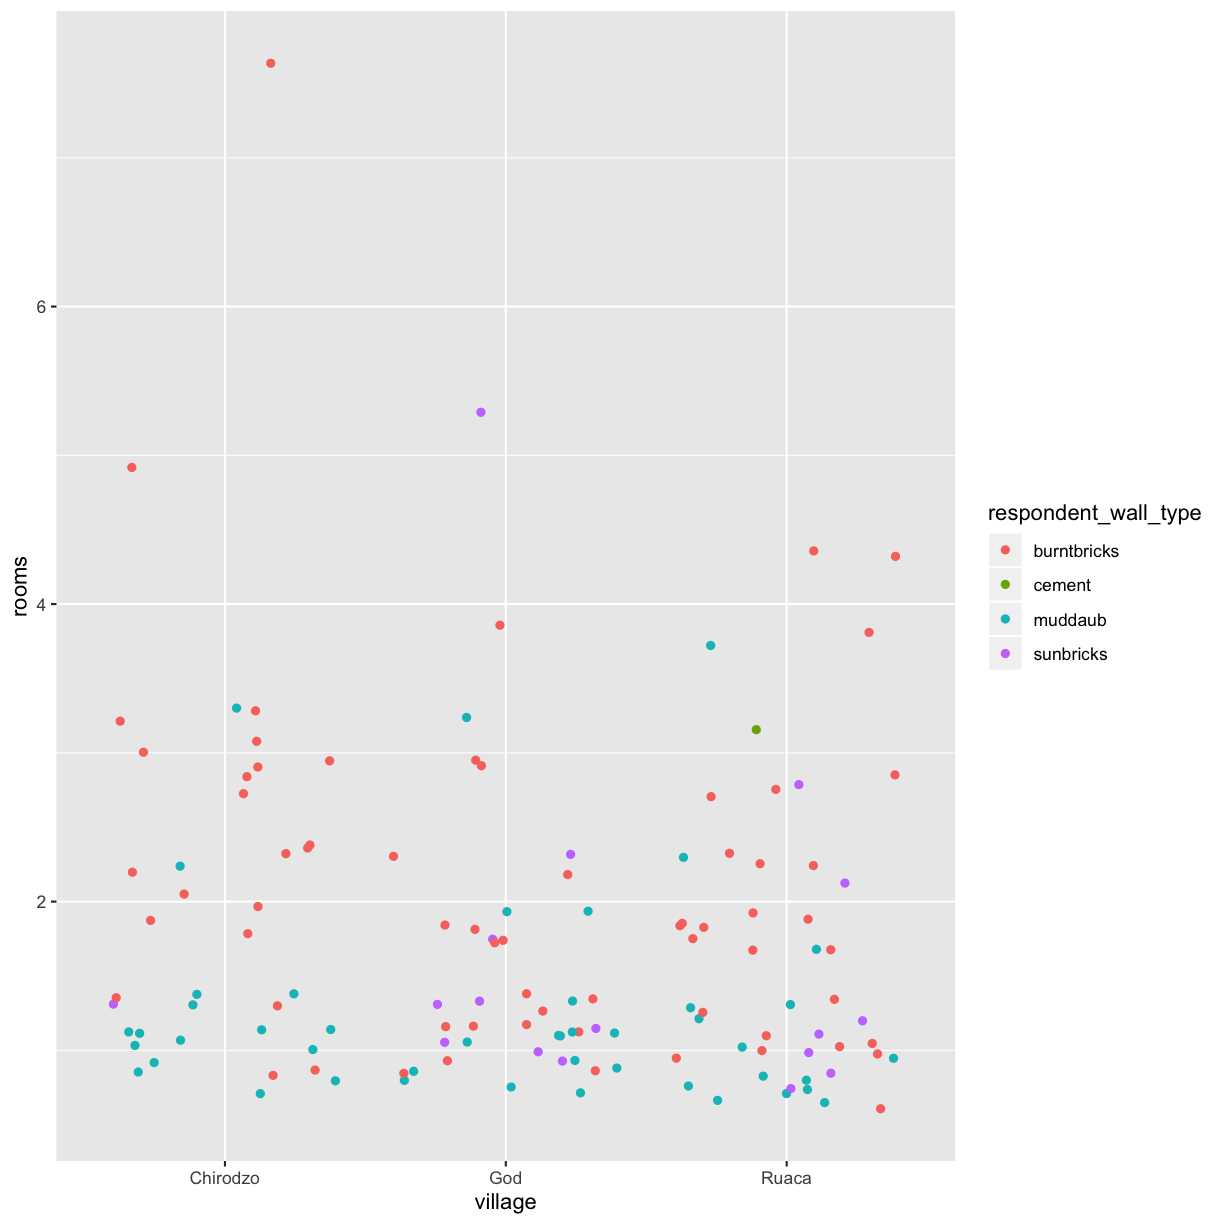 6
4
2
rooms
Chirodzo
God
Ruaca
village
respondent_wall_type
burntbricks
cement
muddaub
sunbricks